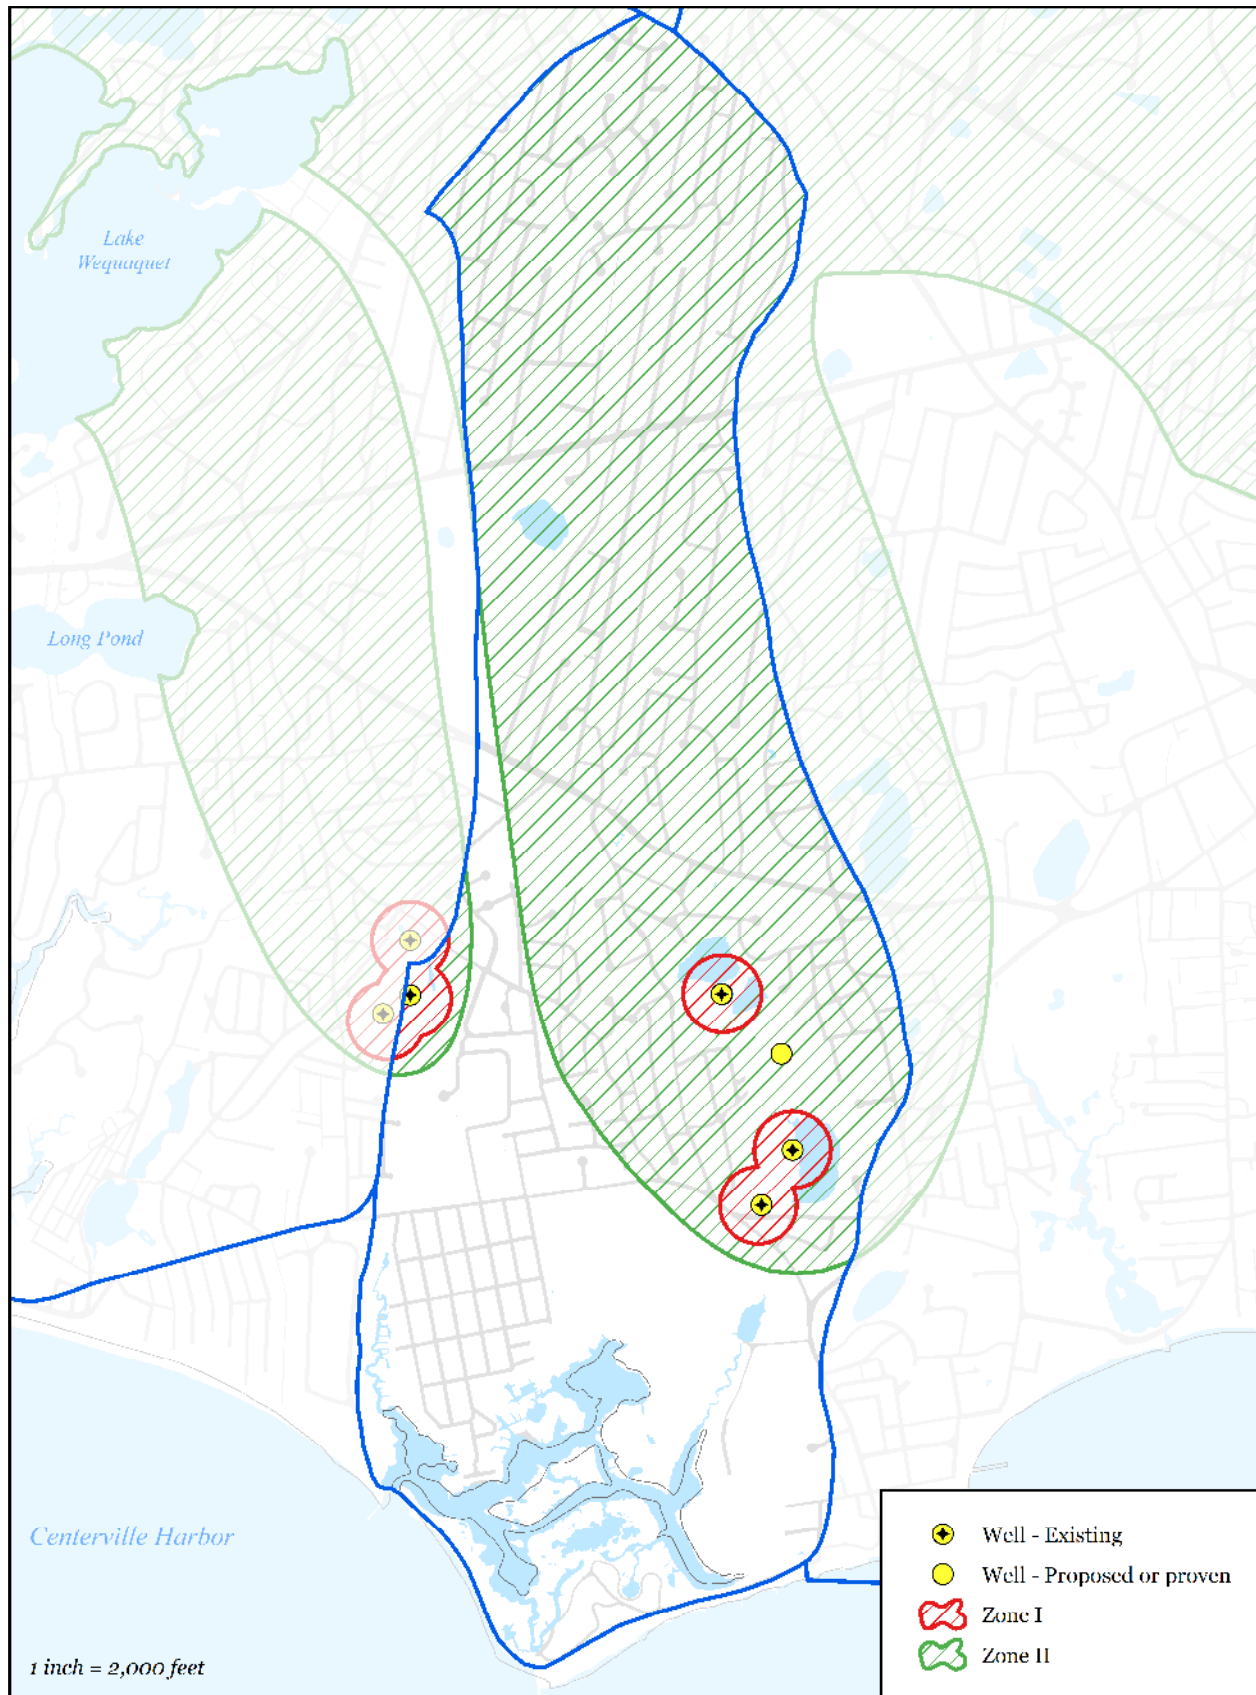 Lake
Wequaquet
Long Pond
Centerville Harbor
1 inch = 2,000 feet
Well - Existing
Well - Proposed or proven
Zone I
Zone II